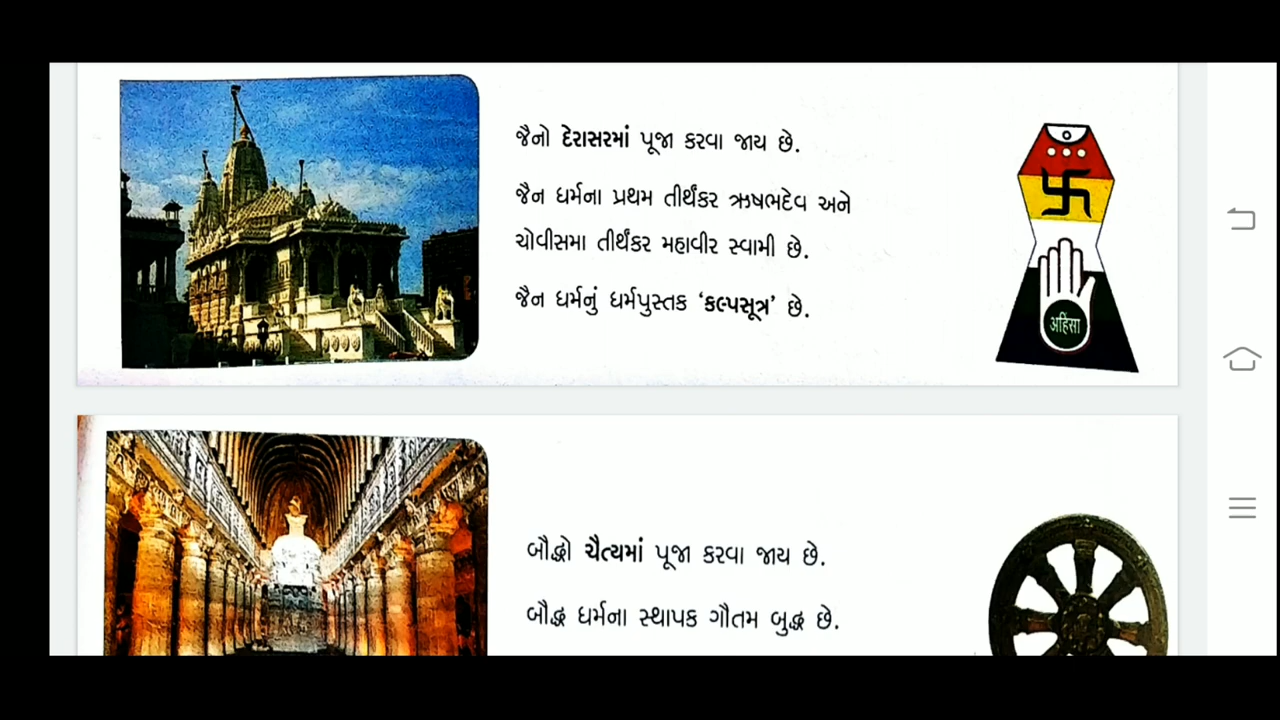 જૈનો દેરાસરમાં પૂજા કરવા જાય છે.
જૈન ધર્મના પ્રથમ તીર્થંકર ઋષભદેવ અને
ચોવીસમા તીર્થંકર મહાવીર સ્વામી છે.
જૈન ધર્મનું ધર્મપુસ્તક ‘કલ્પસૂત્ર’ છે.
अहिंसा
બૌદ્ધો ચૈત્યમાં પૂજા કરવા જાય છે.
બૌદ્ધ ધર્મના સ્થાપક ગૌતમ બુદ્ધ છે.